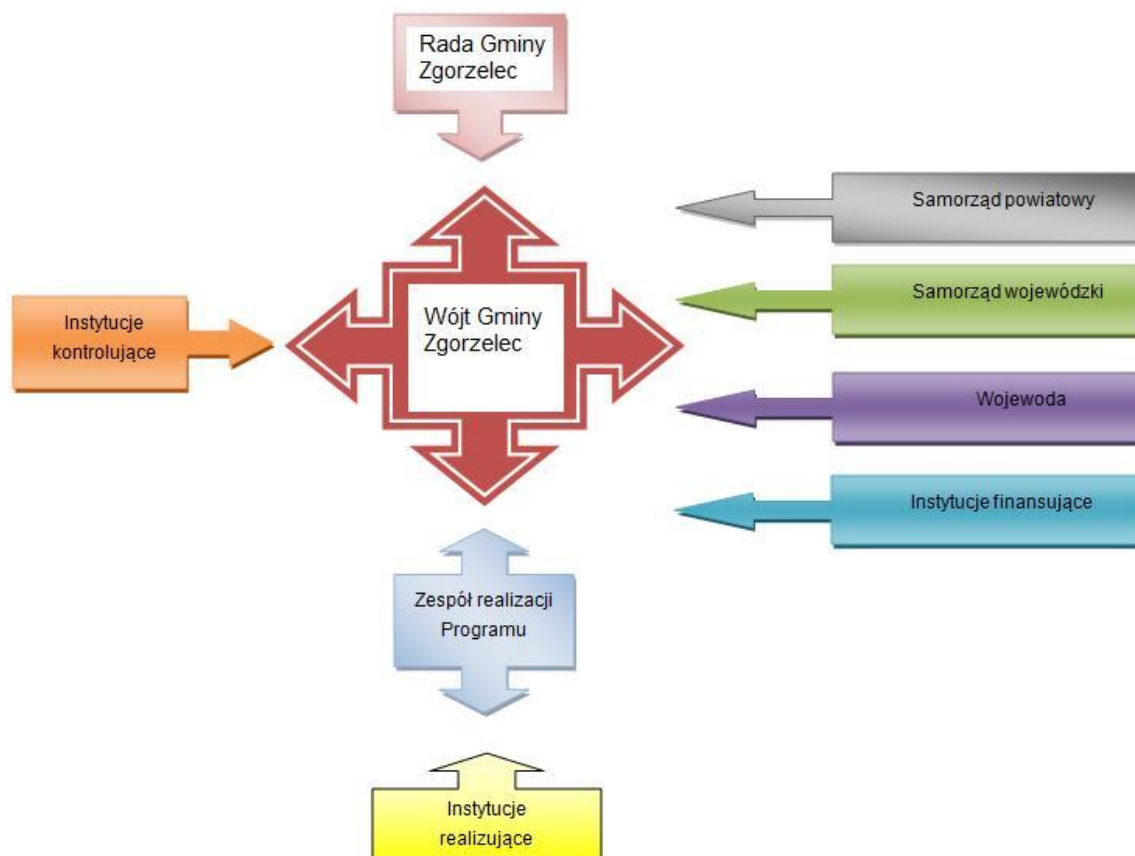 Rada Gminy
Zgorzelec
Samorząd powiatowy
Samorząd wojewódzki
Instytucje
kontrolujące
Wójt Gminy
Zgorzelec
Wojewoda
Instytucje finansujące
Zespół realizacji
Programu
Instytucje
realizujące